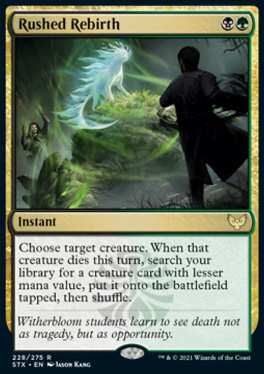 Rushed Rebirth
Instant
Choose target creature. When that
creature dies this turn, search your
library for a creature card with lesser
mana value, put it onto the battlefield
tapped, then shuffle.
Witherbloom students learn to see death not
as tragedy, but as opportunity.
228/275 R
STX • EN Jason Kang
™ & © 2021 Wizards of the Coast